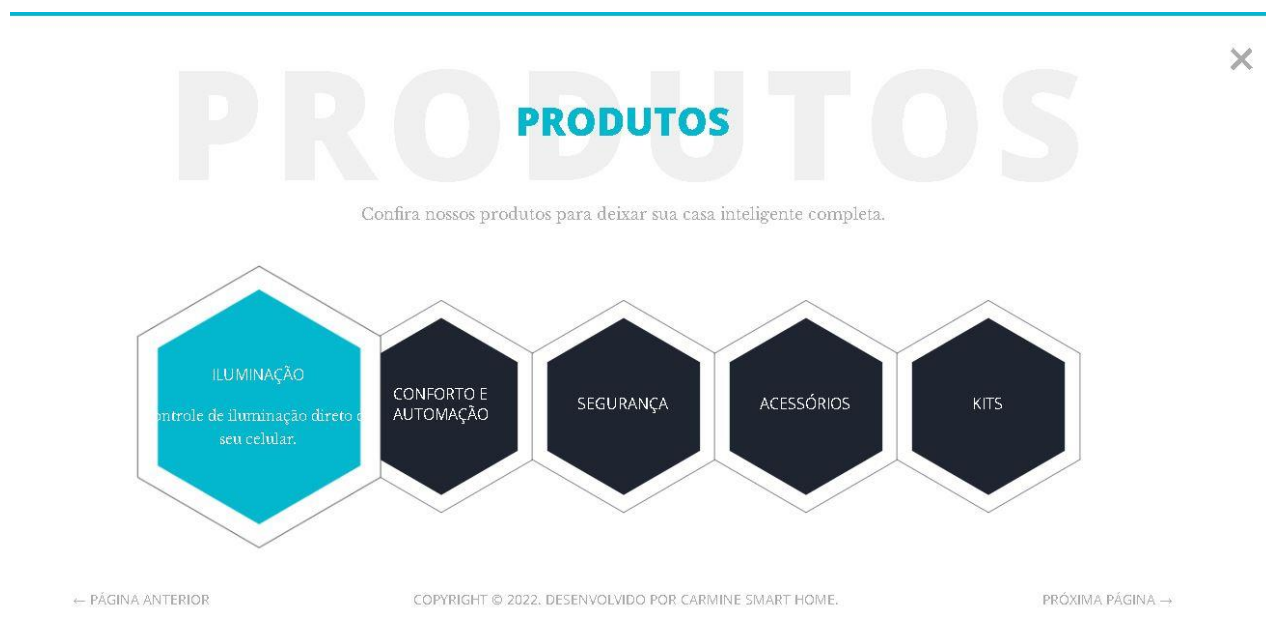 PRODUTOS
PRODUTOS
Confira nossos produtos para deixar sua casa inteligente completa.
ILUMINAÇÃO
ontrole de iluminação direto d
seu celular.
CONFORTO E
AUTOMAÇÃO
SEGURANÇA
ACESSÓRIOS
KITS
← PÁGINA ANTERIOR
COPYRIGHT © 2022. DESENVOLVIDO POR CARMINE SMART HOME.
PRÓXIMA PÁGINA →